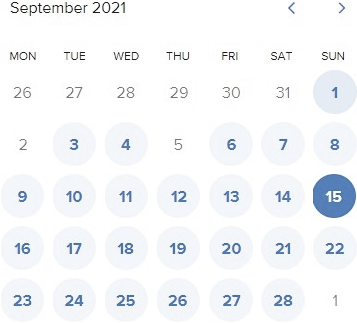 September 2021
MON TUE WED THU FRI SAT SUN
26 27 28 29 30 31 1
2 3 4 5 6 7 8
9 10 11 12 13 14 15
16 17 18 19 20 21 22
23 24 25 26 27 28 1